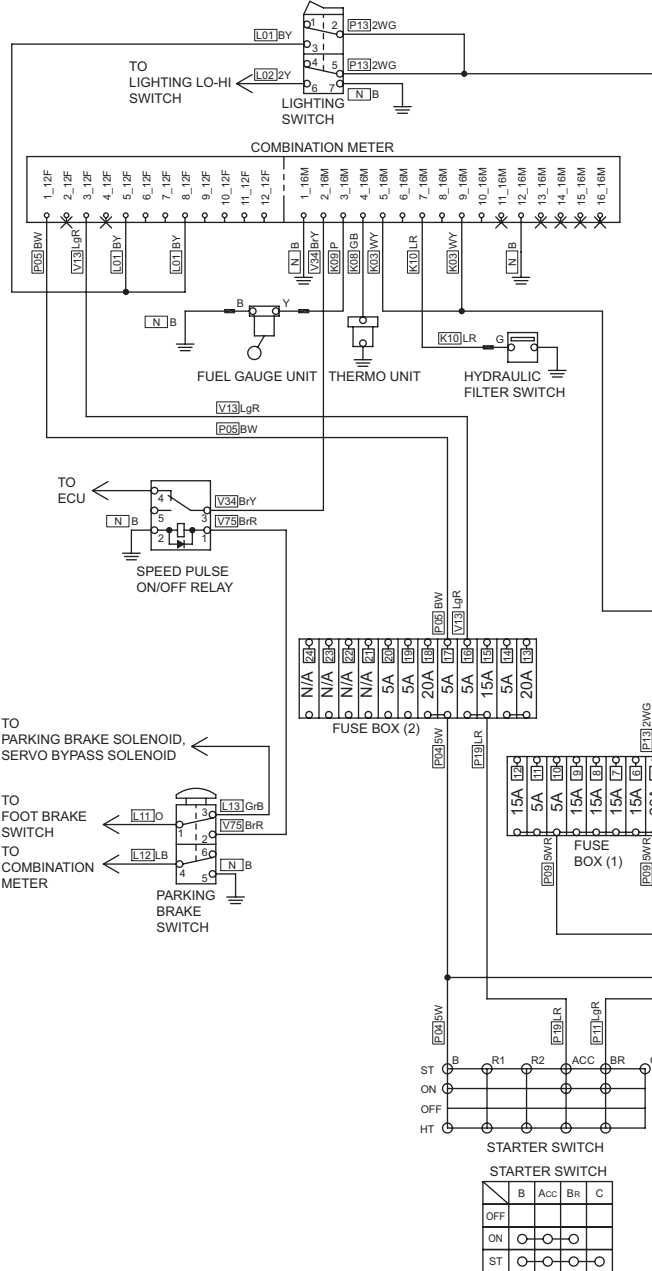 L01 BY
P13 2WG
1 2
3
4 5
6 7
P13 2WG
N B
L02 2Y
TO
LIGHTING LO-HI
SWITCH
LIGHTING
SWITCH
COMBINATION METER
1_12F
2_12F
3_12F
4_12F
5_12F
6_12F
7_12F
8_12F
9_12F
10_12F
11_12F
12_12F
1_16M
2_16M
3_16M
4_16M
5_16M
6_16M
7_16M
8_16M
9_16M
10_16M
11_16M
12_16M
13_16M
14_16M
15_16M
16_16M
P05 BW
V13 LgR
L01 BY
L01 BY
N B
V34 BrY
K09 P
K08 GB
K03 WY
K10 LR
K03 WY
N B
N B
B Y
FUEL GAUGE UNIT
THERMO UNIT
K10 LR
G
HYDRAULIC
FILTER SWITCH
V13 LgR
P05 BW
TO
ECU
4
5 3
2 1
V34 BrY
N B
V75 BrR
SPEED PULSE
ON/OFF RELAY
P05 BW
V13 LgR
N/A 24
N/A 23
N/A 22
N/A 21
5A 20
5A 19
20A 18
5A 17
5A 16
15A 15
5A 14
20A 13
FUSE BOX (2)
P04 5W
P19 LR
P13 2WG
TO
PARKING BRAKE SOLENOID,
SERVO BYPASS SOLENOID
15A 12
5A 11
5A 10
15A 9
15A 8
15A 7
15A 6
FUSE
BOX (1)
P09 5WR
P09 5WR
TO
FOOT BRAKE
SWITCH
L11 O
L13 GrB
V75 BrR
3
1 2
6
4 5
TO
COMBINATION
METER
L12 LB
N B
PARKING
BRAKE
SWITCH
P04 5W
P19 LR
P11 LgR
B R1 R2 ACC BR
ST
ON
OFF
HT
STARTER SWITCH
STARTER SWITCH
B ACC BR C
OFF
ON
ST